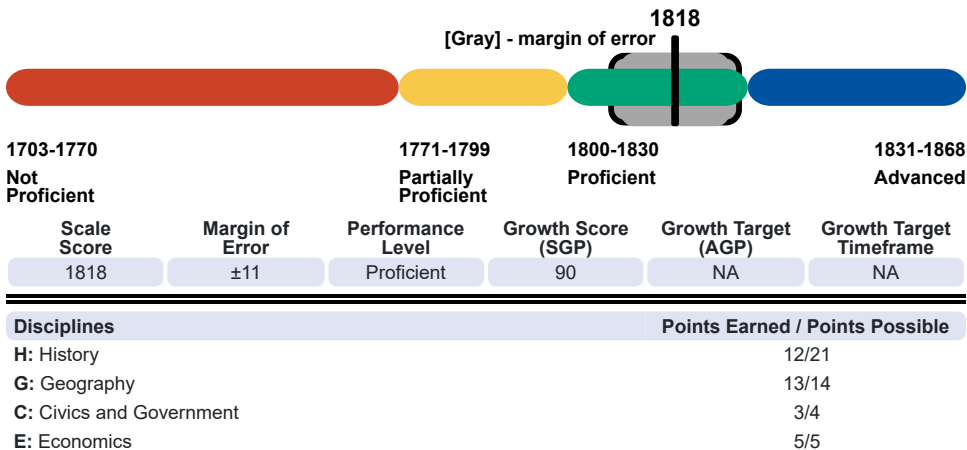 1818
[Gray] - margin of error
1703-1770 1771-1799 1800-1830 1831-1868
Not Proficient Partially Proficient Proficient Advanced
Scale Score Margin of Error Performance Level Growth Score (SGP) Growth Target (AGP) Growth Target Timeframe
1818 ±11 Proficient 90 NA NA
Disciplines Points Earned / Points Possible
H: History 12/21
G: Geography 13/14
C: Civics and Government 3/4
E: Economics 5/5